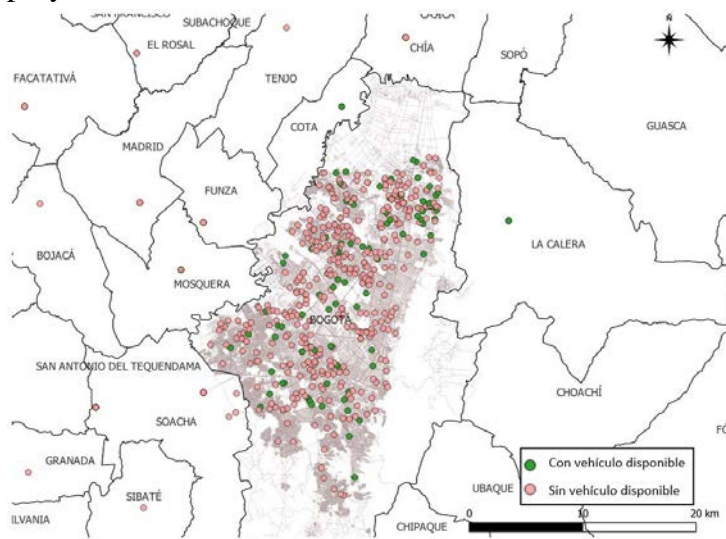 SUBACHOQUE
EL ROSAL
CHÍA
SOPÓ
TENJO
FACATATIVÁ
GUASCA
COTA
MADRID
FUNZA
LA CALERA
BOJACÁ
MOSQUERA
BOGOTÁ
SAN ANTONIO DEL TEQUENDAMA
CHOACHÍ
SOACHA
GRANADA
Con vehículo disponible
UBAQUE
Sin vehículo disponible
SIBATÉ
CHIPAQUE
0 10 20 km